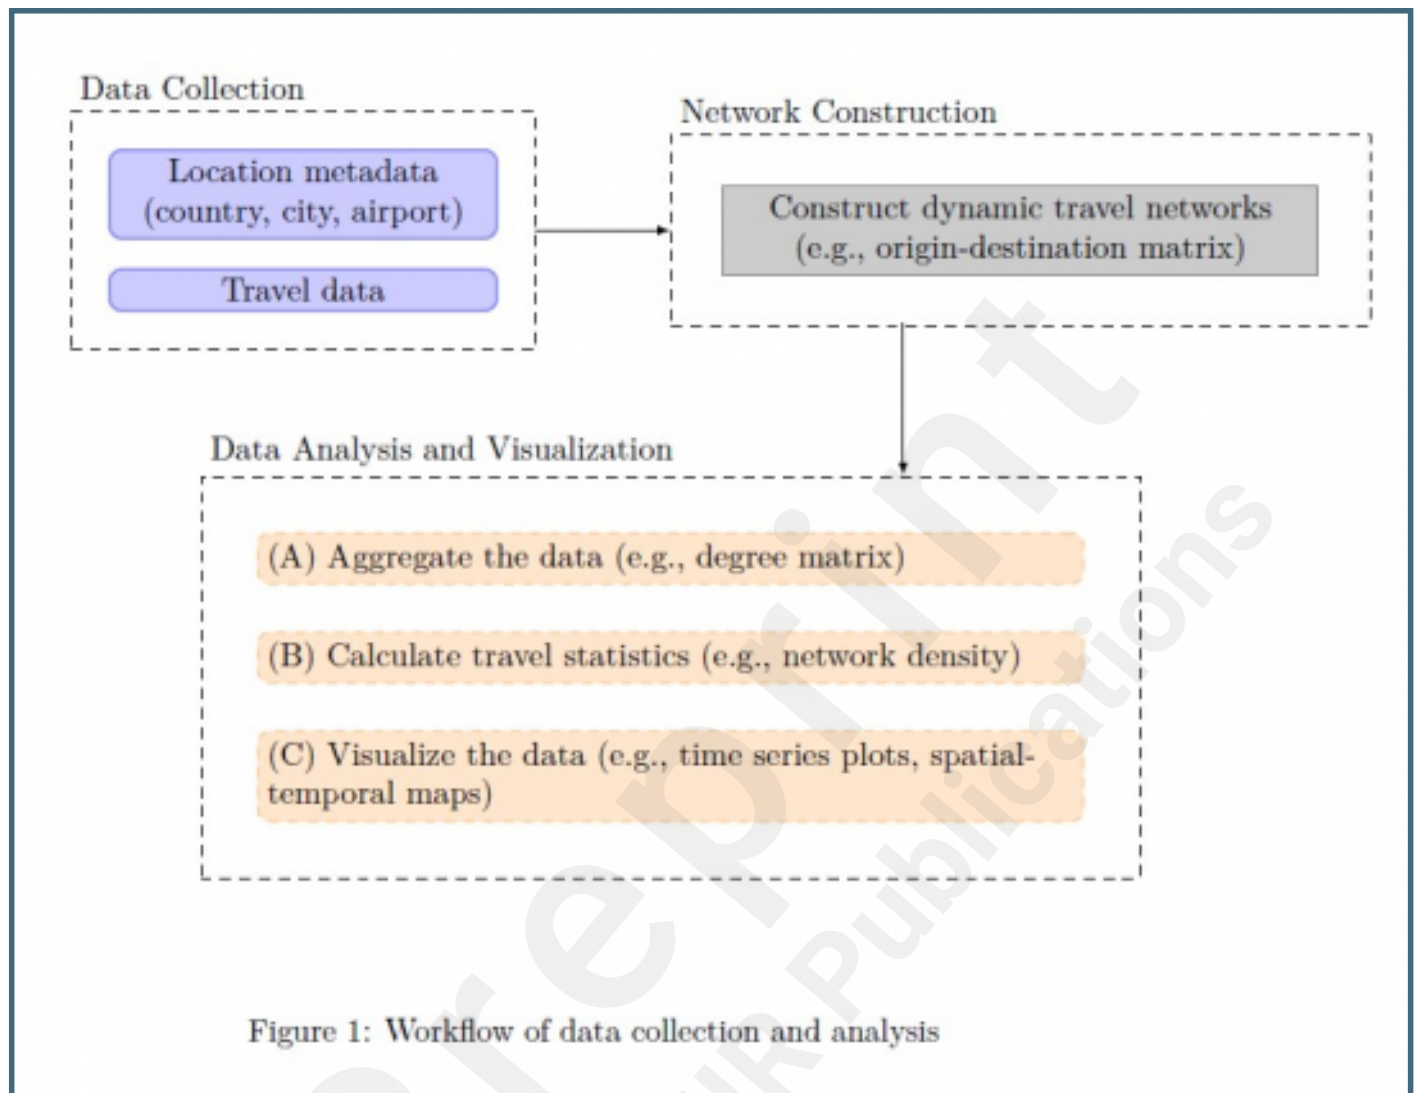 Data Collection
Location metadata
(country, city, airport)
Travel data
Network Construction
Construct dynamic travel networks
(e.g., origin-destination matrix)
Data Analysis and Visualization
(A) Aggregate the data (e.g., degree matrix)
(B) Calculate travel statistics (e.g., network density)
(C) Visualize the data (e.g., time series plots, spatial-
temporal maps)
Figure 1: Workflow of data collection and analysis
reprint
Publications